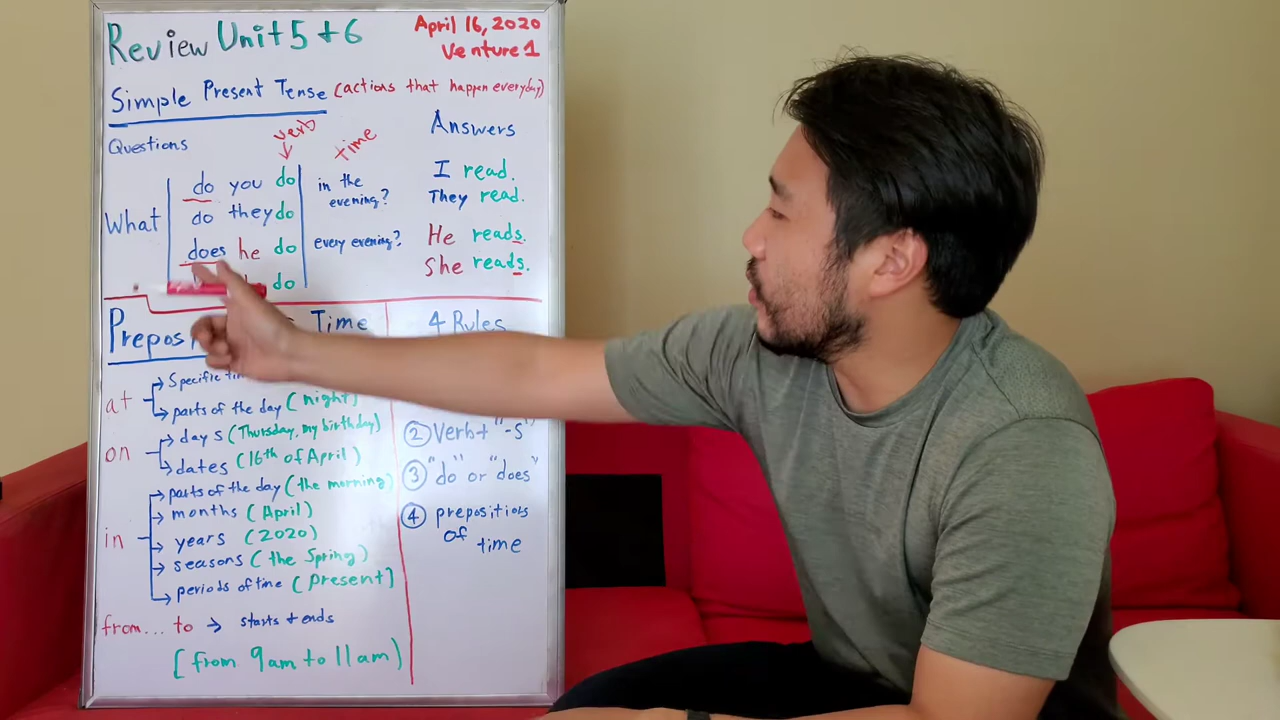 Review Unit 5 + 6
April 16, 2020
Venture 1
Simple Present Tense (actions that happen everyday)
Questions
verb
time
Answers
What
do you do
do they do
does he do
do
in the evening?
every evening?
I read.
They read.
He reads.
She reads.
Time
at
Specific
parts of the day (night)
on
days (Thursday, my birthday)
dates (16th of April)
in
parts of the day (the morning)
months (April)
years (2020)
seasons (the Spring)
periods of time (present)
from... to → starts + ends
(from 9am to 11am)
4 Rules
② Verb + "-s"
③ "do" or "does"
④ prepositions
of time